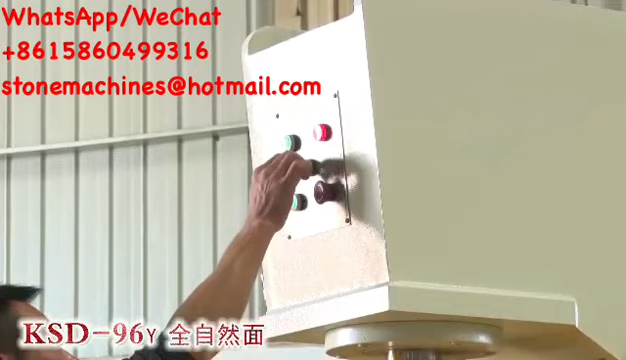 WhatsApp/WeChat
+8615860499316
stonemachines@hotmail.com
KSD-96Y 全自然面